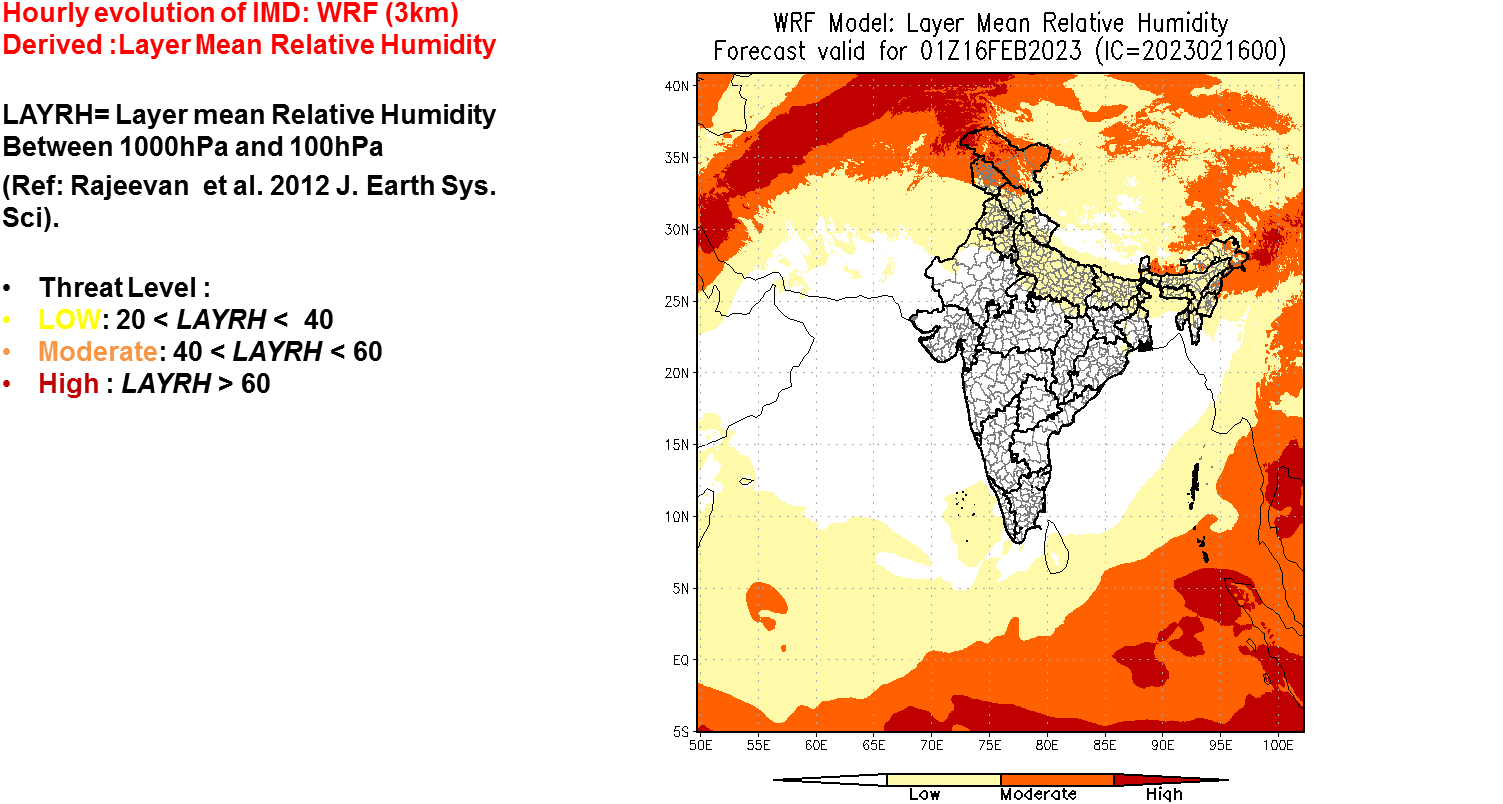 Hourly evolution of IMD: WRF (3km)
Derived :Layer Mean Relative Humidity
LAYRH= Layer mean Relative Humidity
Between 1000hPa and 100hPa
(Ref: Rajeevan et al. 2012 J. Earth Sys.
Sci).
• Threat Level :
• LOW: 20 < LAYRH < 40
• Moderate: 40 < LAYRH < 60
• High : LAYRH > 60
WRF Model: Layer Mean Relative Humidity
Forecast valid for 01Z16FEB2023 (IC=2023021600)
40N
35N
30N
25N
20N
15N
10N
5N
EQ
5S
50E 55E 60E 65E 70E 75E 80E 85E 90E 95E 100E
Low Moderate High